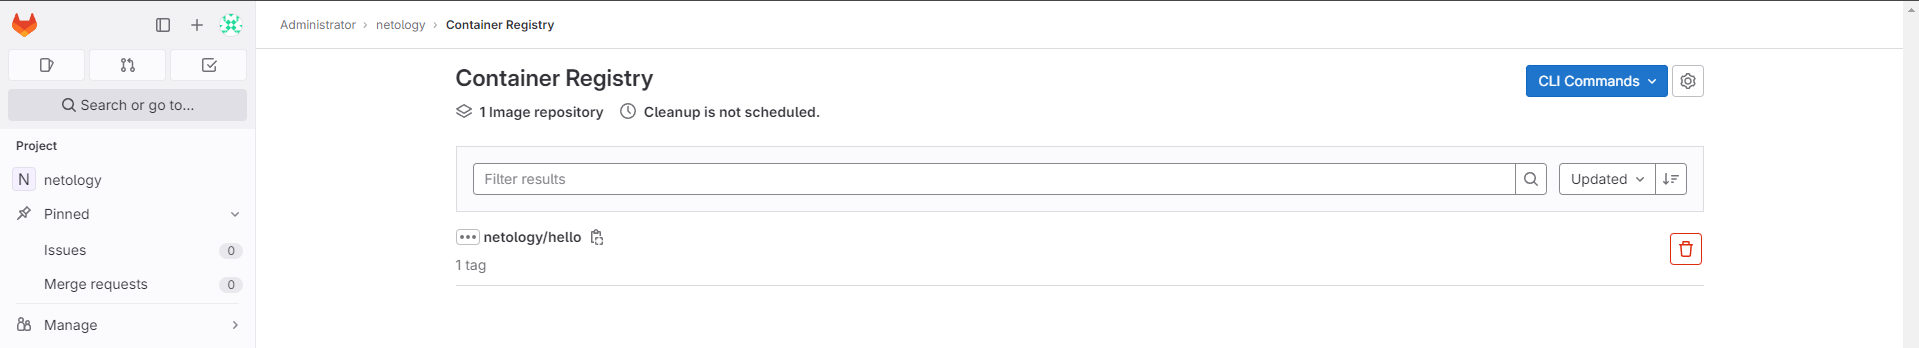 Administrator › netology › Container Registry
Search or go to...
Project
N netology
Pinned
Issues 0
Merge requests 0
Manage
Container Registry
CLI Commands
1 Image repository Cleanup is not scheduled.
Filter results
Updated
netology/hello
1 tag